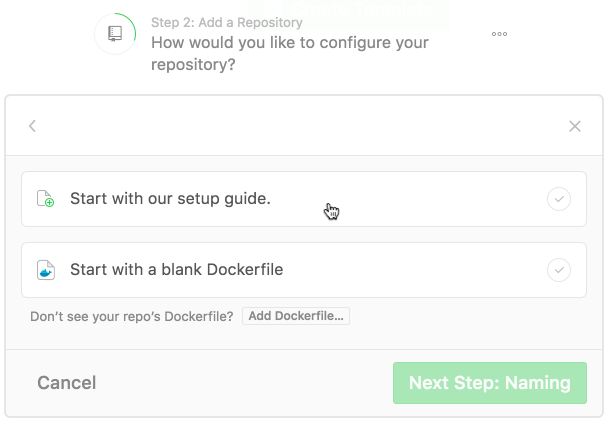 Step 2: Add a Repository
How would you like to configure your
repository?
Start with our setup guide.
Start with a blank Dockerfile
Don’t see your repo’s Dockerfile? Add Dockerfile...
Cancel
Next Step: Naming